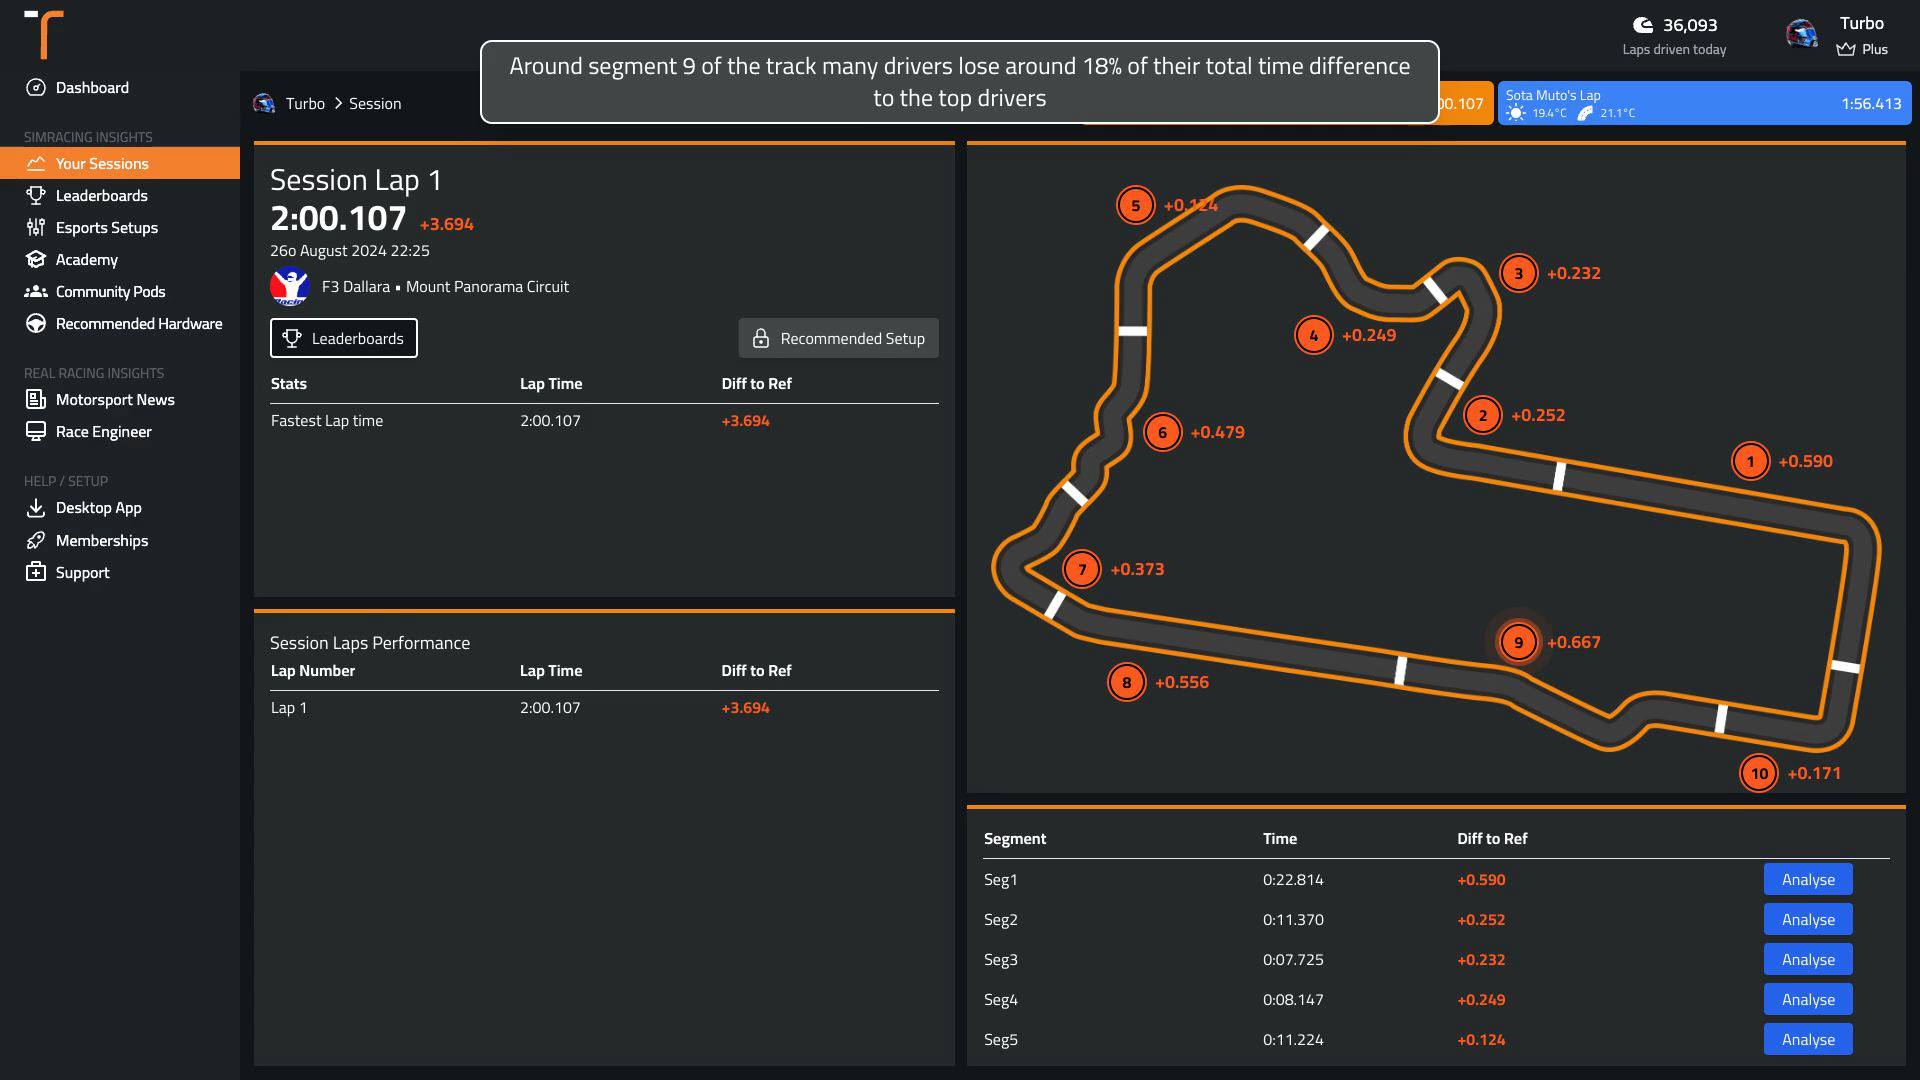 36,093
Laps driven today
Turbo
Plus
Around segment 9 of the track many drivers lose around 18% of their total time difference
to the top drivers
Dashboard
SIMRACING INSIGHTS
Your Sessions
Leaderboards
Esports Setups
Academy
Community Pods
Recommended Hardware
REAL RACING INSIGHTS
Motorsport News
Race Engineer
HELP / SETUP
Desktop App
Memberships
Support
Turbo > Session
00.107
Sota Muto's Lap
19.4°C 21.1°C
1:56.413
Session Lap 1
2:00.107 +3.694
26o August 2024 22:25
F3 Dallara • Mount Panorama Circuit
Leaderboards
Recommended Setup
Stats Lap Time Diff to Ref
Fastest Lap time 2:00.107 +3.694
Session Laps Performance
Lap Number Lap Time Diff to Ref
Lap 1 2:00.107 +3.694
5 +0.124
3 +0.232
4 +0.249
2 +0.252
6 +0.479
1 +0.590
7 +0.373
9 +0.667
8 +0.556
10 +0.171
Segment Time Diff to Ref
Seg1 0:22.814 +0.590 Analyse
Seg2 0:11.370 +0.252 Analyse
Seg3 0:07.725 +0.232 Analyse
Seg4 0:08.147 +0.249 Analyse
Seg5 0:11.224 +0.124 Analyse